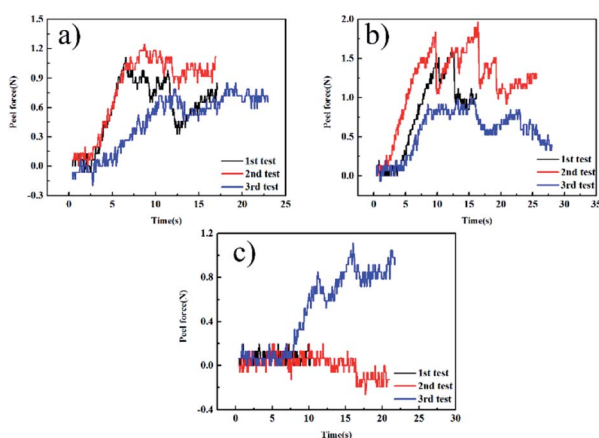 a)
1.5
1.2
0.9
0.6
0.3
0.0
-0.3
Peel force(N)
1st test
2nd test
3rd test
0 5 10 15 20 25
Time(s)
b)
2.0
1.5
1.0
0.5
0.0
Peel force(N)
1st test
2nd test
3rd test
0 5 10 15 20 25 30 35
Time(s)
c)
1.2
0.8
0.4
0.0
-0.4
Peel force(N)
1st test
2nd test
3rd test
0 5 10 15 20 25 30
Time(s)